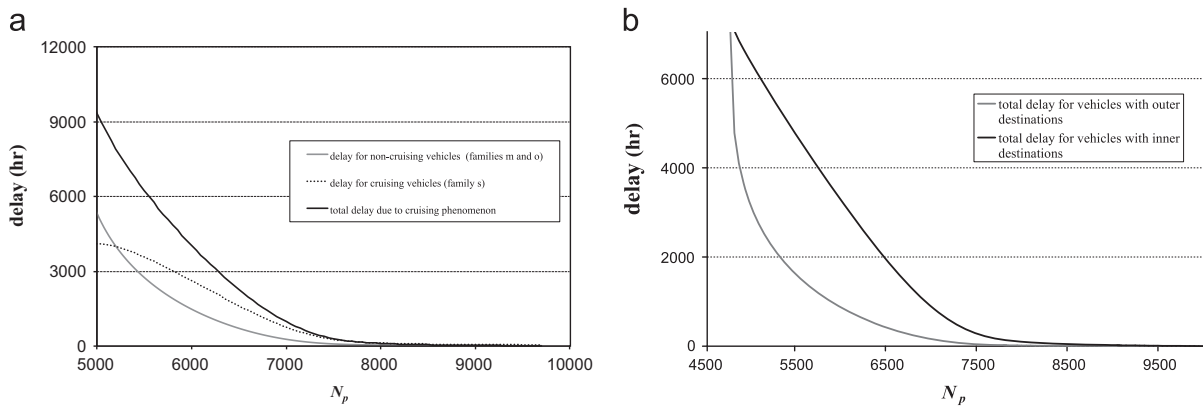 a
12000
9000
6000
3000
0
delay (hr)
5000 6000 7000 8000 9000 10000
Np
delay for non-cruising vehicles (families m and o)
delay for cruising vehicles (family s)
total delay due to cruising phenomenon
b
6000
4000
2000
0
delay (hr)
4500 5500 6500 7500 8500 9500
Np
total delay for vehicles with outer
destinations
total delay for vehicles with inner
destinations